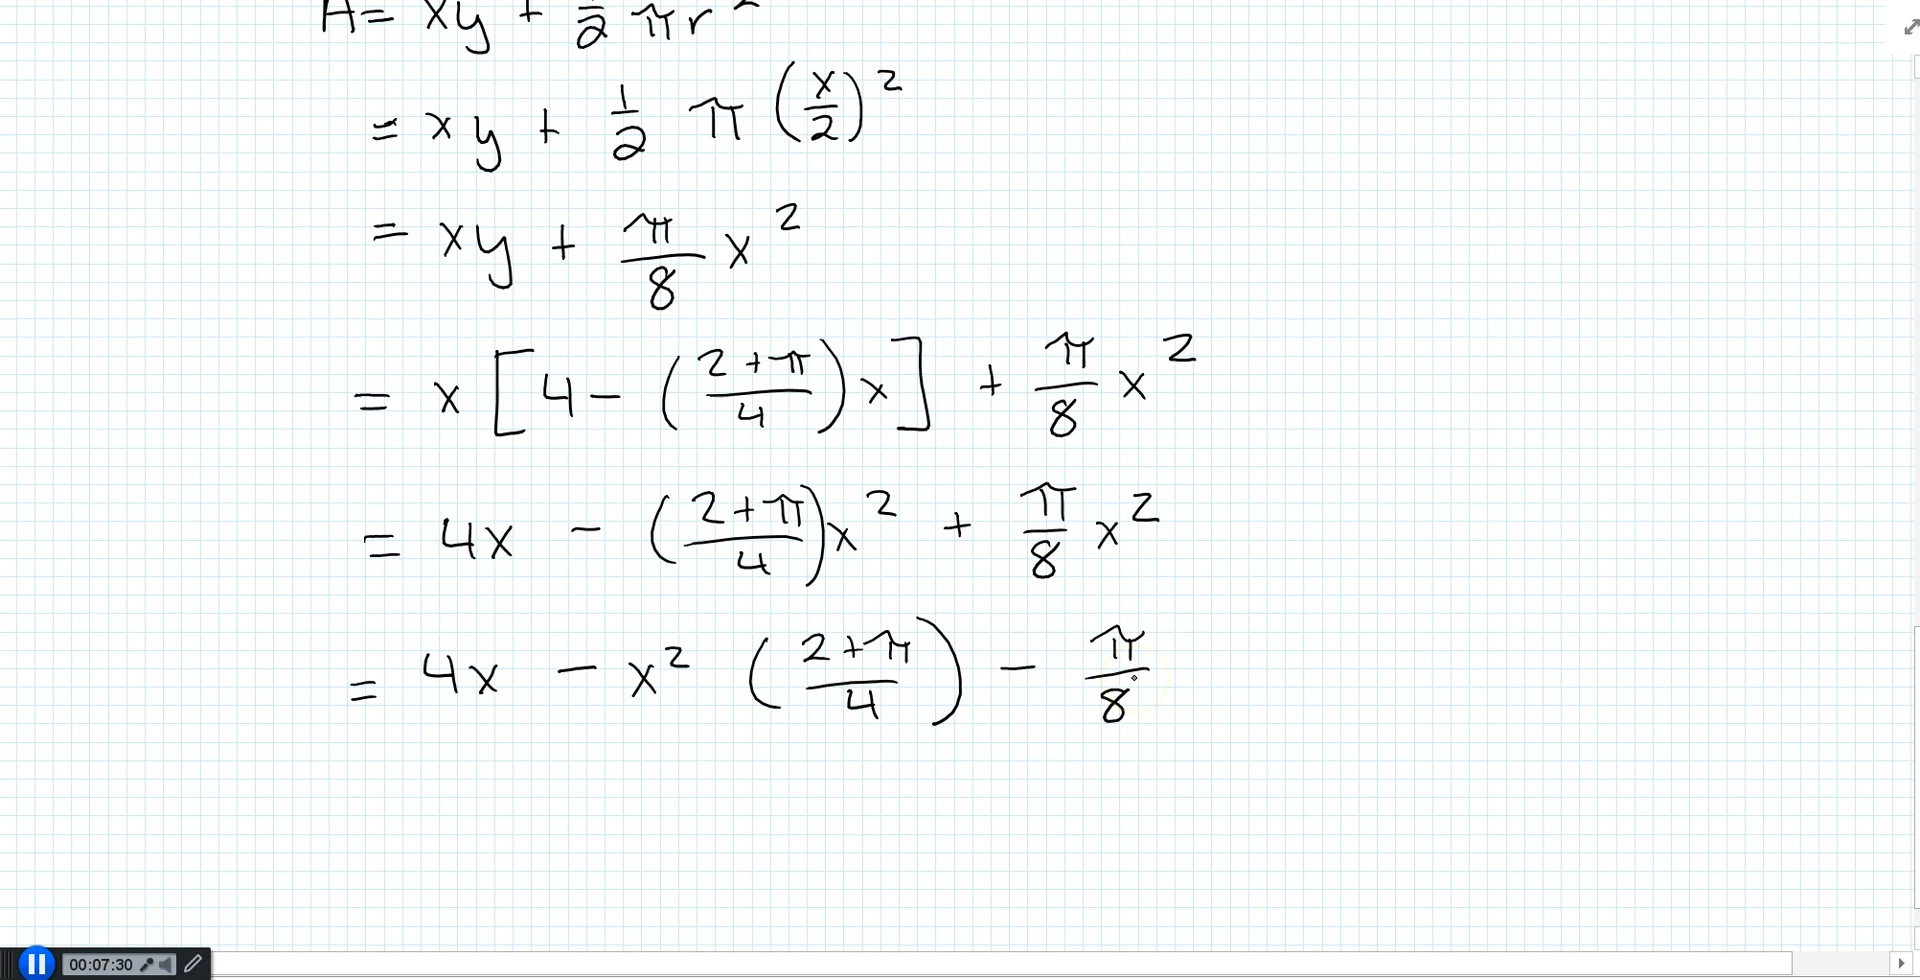 A = xy + 1/2 πr²
= xy + 1/2 π (x/2)²
= xy + π/8 x²
= x [4 - ((2 + π)/4) x] + π/8 x²
= 4x - ((2 + π)/4) x² + π/8 x²
= 4x - x² ((2 + π)/4) - π/8
00:07:30